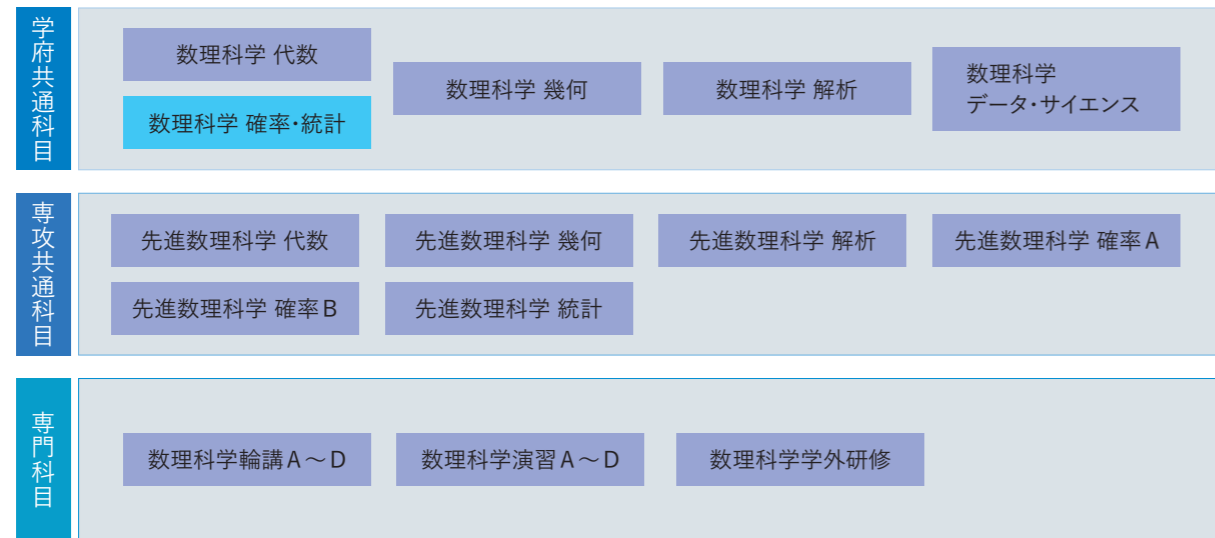 学府共通科目
数理科学 代数
数理科学 確率・統計
数理科学 幾何
数理科学 解析
数理科学
データ・サイエンス
専攻共通科目
先進数理科学 代数
先進数理科学 幾何
先進数理科学 解析
先進数理科学 確率A
先進数理科学 確率B
先進数理科学 統計
専門科目
数理科学輪講A～D
数理科学演習A～D
数理科学学外研修